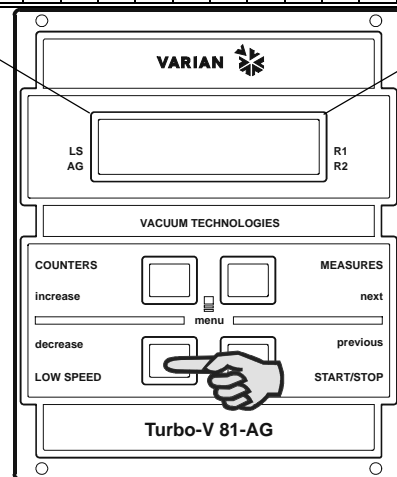 VARIAN
LS R1
AG R2
VACUUM TECHNOLOGIES
COUNTERS MEASURES
increase next
menu
decrease previous
LOW SPEED START/STOP
Turbo-V 81-AG